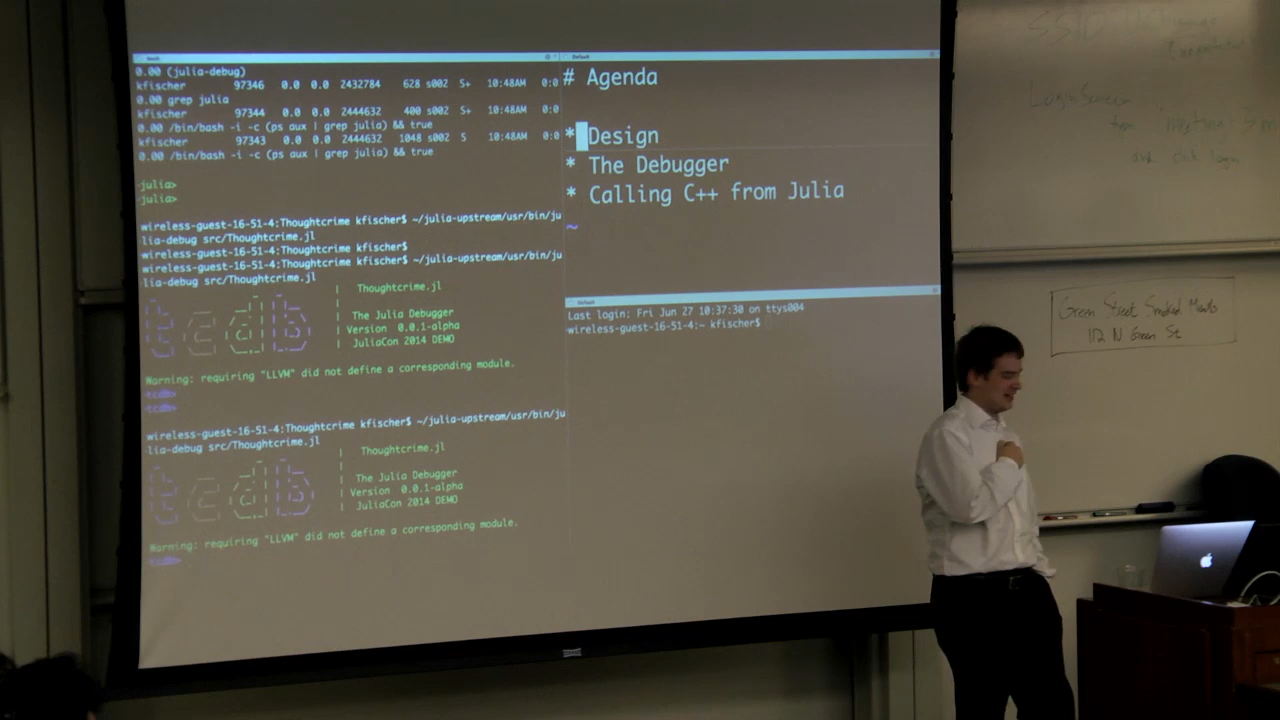 bash
0.00 (julia-debug)
kfischer 97346 0.0 0.0 2432784 628 s002 S+ 10:48AM 0:0
0.00 grep julia
kfischer 97344 0.0 0.0 2444632 400 s002 S+ 10:48AM 0:0
0.00 /bin/bash -i -c (ps aux | grep julia) && true
kfischer 97343 0.0 0.0 2444632 1048 s002 S 10:48AM 0:0
0.00 /bin/bash -i -c (ps aux | grep julia) && true
julia>
julia>
wireless-guest-16-51-4:Thoughtcrime kfischer$ ~/julia-upstream/usr/bin/ju
lia-debug src/Thoughtcrime.jl
wireless-guest-16-51-4:Thoughtcrime kfischer$
wireless-guest-16-51-4:Thoughtcrime kfischer$ ~/julia-upstream/usr/bin/ju
lia-debug src/Thoughtcrime.jl
tcdb
Thoughtcrime.jl
The Julia Debugger
Version 0.0.1-alpha
JuliaCon 2014 DEMO
Warning: requiring "LLVM" did not define a corresponding module.
tcdb>
tcdb>
wireless-guest-16-51-4:Thoughtcrime kfischer$ ~/julia-upstream/usr/bin/ju
lia-debug src/Thoughtcrime.jl
tcdb
Thoughtcrime.jl
The Julia Debugger
Version 0.0.1-alpha
JuliaCon 2014 DEMO
Warning: requiring "LLVM" did not define a corresponding module.
tcdb>
Default
# Agenda
* Design
* The Debugger
* Calling C++ from Julia
~
Default
Last login: Fri Jun 27 10:37:30 on ttys004
wireless-guest-16-51-4:~ kfischer$
Green Street Smoked Meats
112 N Green St